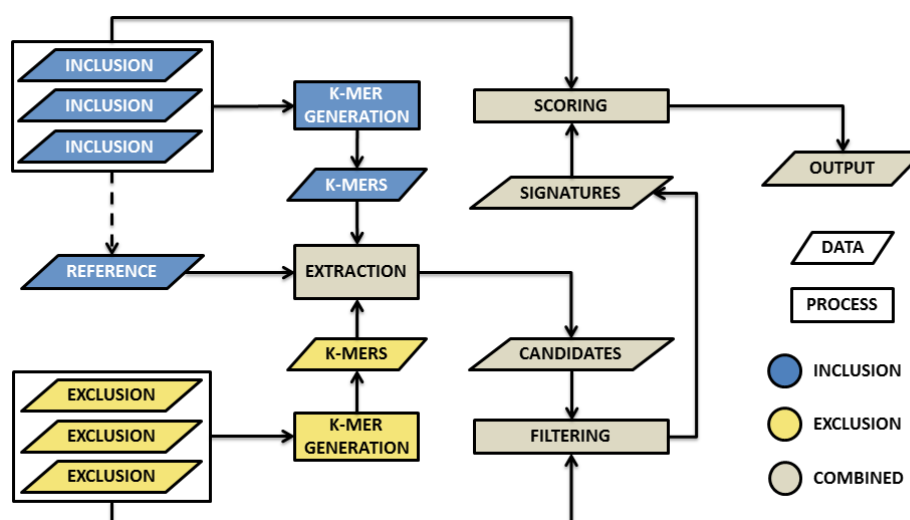 INCLUSION
INCLUSION
INCLUSION
K-MER
GENERATION
K-MERS
REFERENCE
EXTRACTION
K-MERS
K-MER
GENERATION
EXCLUSION
EXCLUSION
EXCLUSION
SCORING
SIGNATURES
CANDIDATES
FILTERING
OUTPUT
DATA
PROCESS
INCLUSION
EXCLUSION
COMBINED